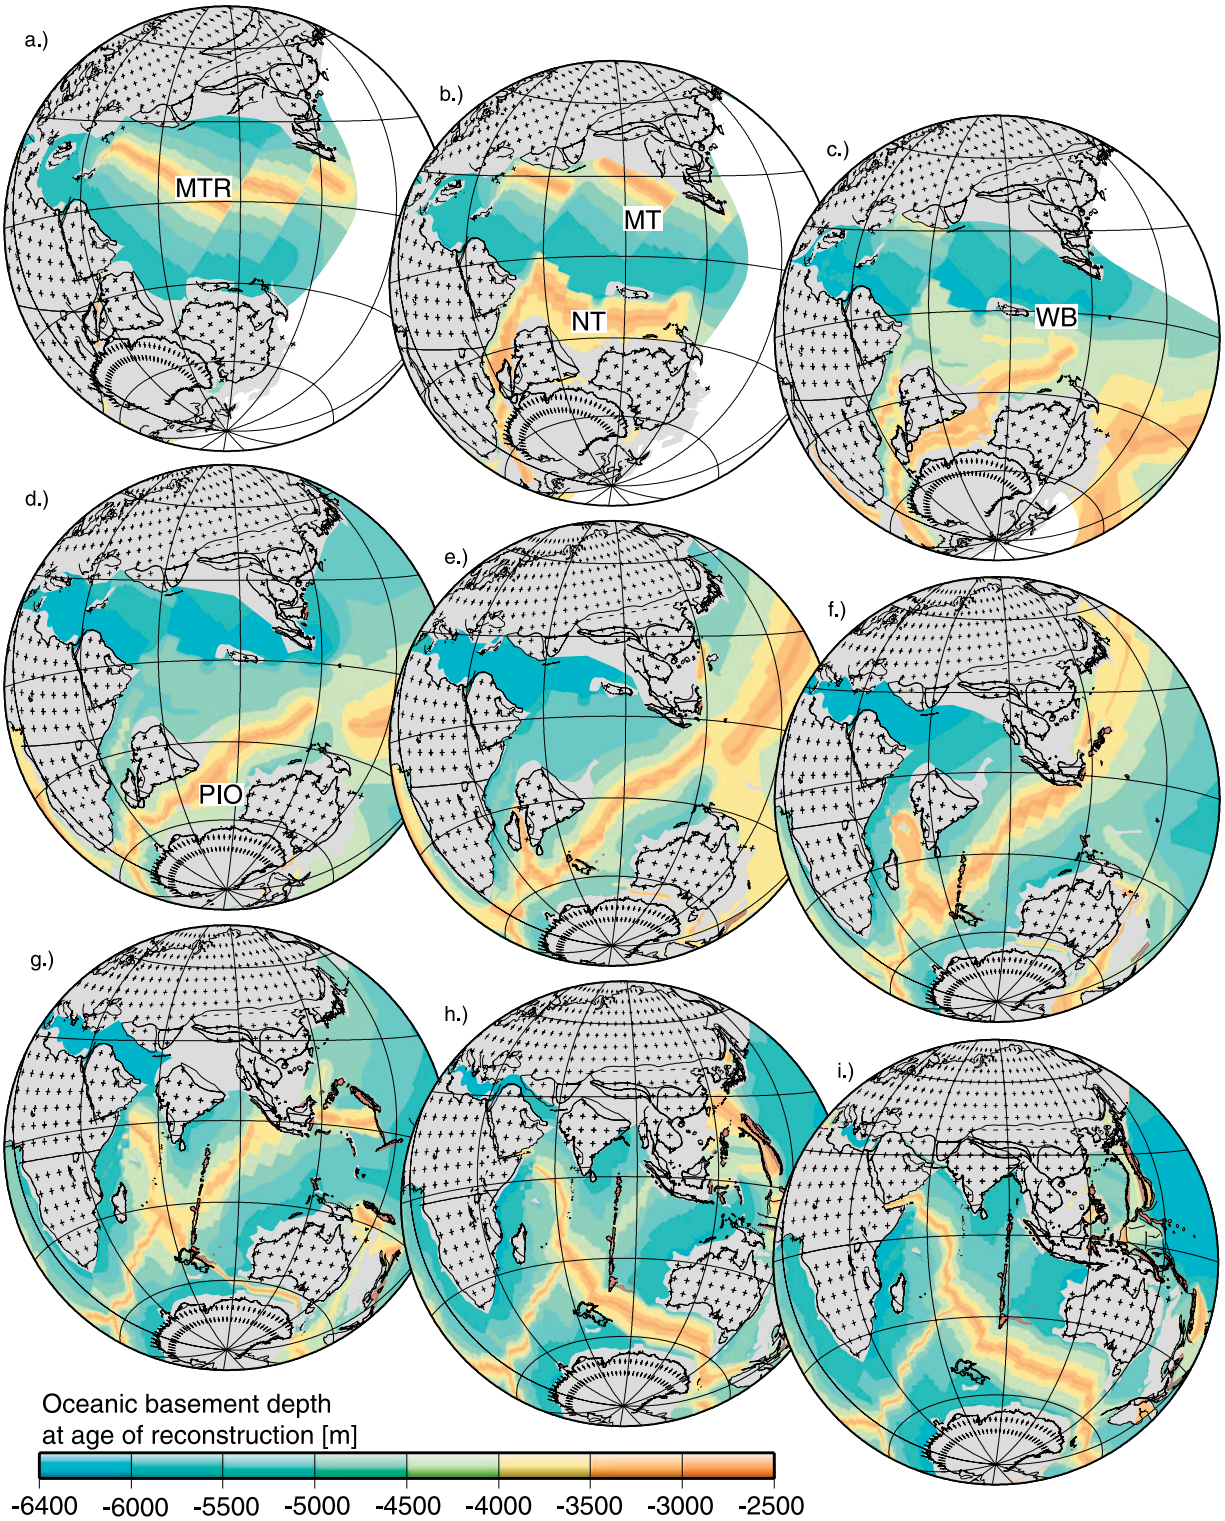 a.)
MTR
b.)
MT
NT
c.)
WB
d.)
PIO
e.)
f.)
g.)
h.)
i.)
Oceanic basement depth
at age of reconstruction [m]
-6400 -6000 -5500 -5000 -4500 -4000 -3500 -3000 -2500